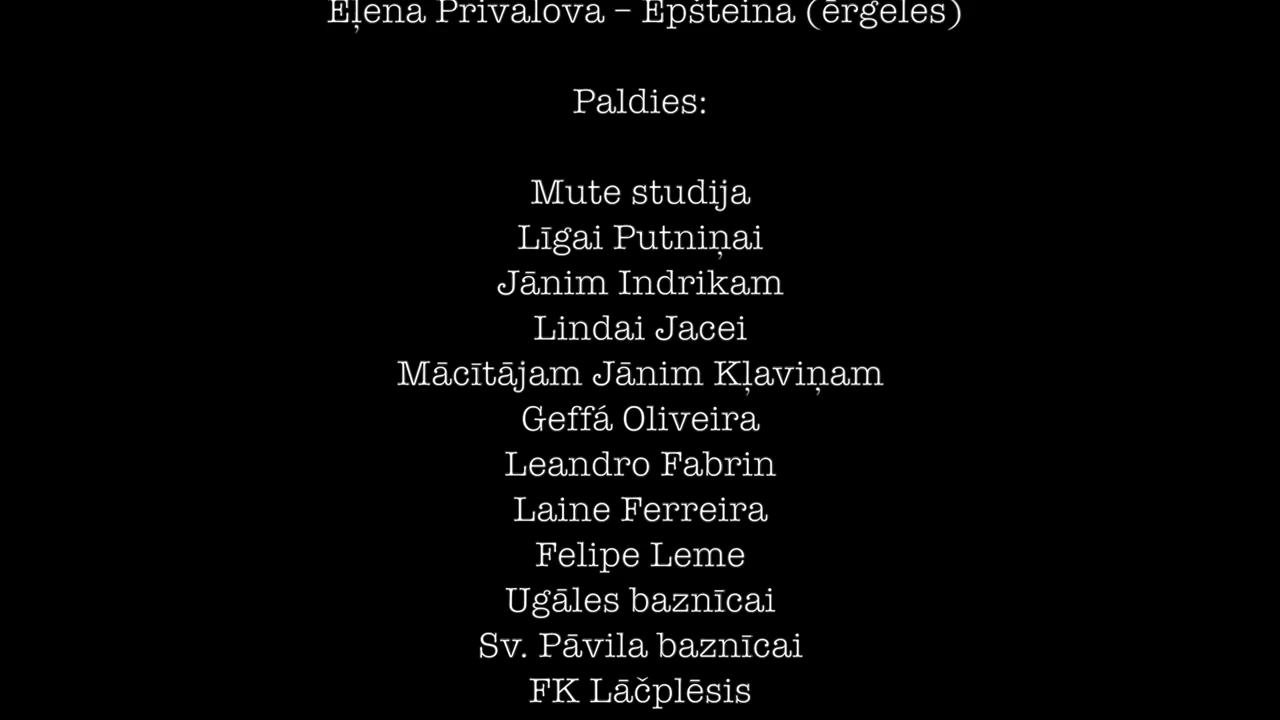 Eļena Privalova – Epšteina (ērģeles)
Paldies:
Mute studija
Līgai Putniņai
Jānim Indrikam
Lindai Jacei
Mācītājam Jānim Kļaviņam
Geffá Oliveira
Leandro Fabrin
Laine Ferreira
Felipe Leme
Ugāles baznīcai
Sv. Pāvila baznīcai
FK Lāčplēsis